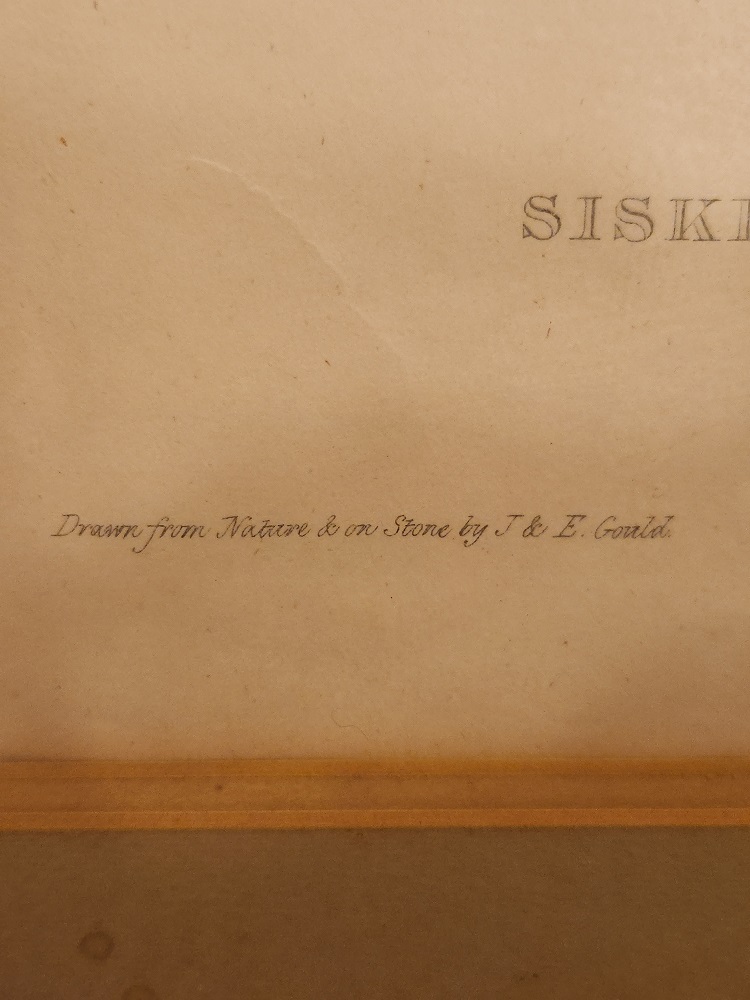 SISKI
Drawn from Nature & on Stone by J & E. Gould.